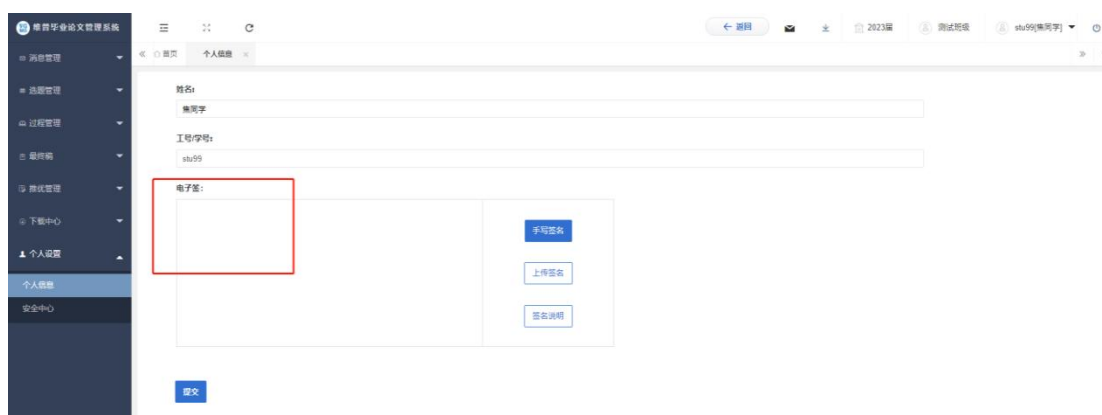 维普毕业论文管理系统
返回 2023届 测试班级 stu99[焦同学]
消息管理
首页 个人信息
选题管理
过程管理
最终稿
推优管理
下载中心
个人设置
个人信息
安全中心
姓名:
焦同学
工号/学号:
stu99
电子签:
手写签名
上传签名
签名说明
提交